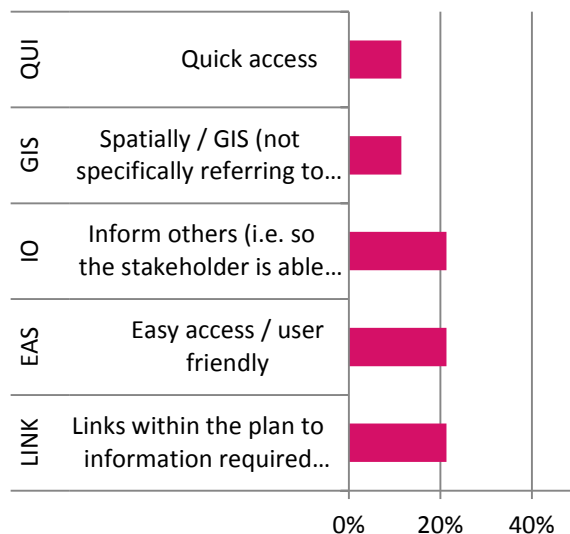 QUI
Quick access
GIS
Spatially / GIS (not
specifically referring to…
IO
Inform others (i.e. so
the stakeholder is able…
EAS
Easy access / user
friendly
LINK
Links within the plan to
information required…
0%
20%
40%